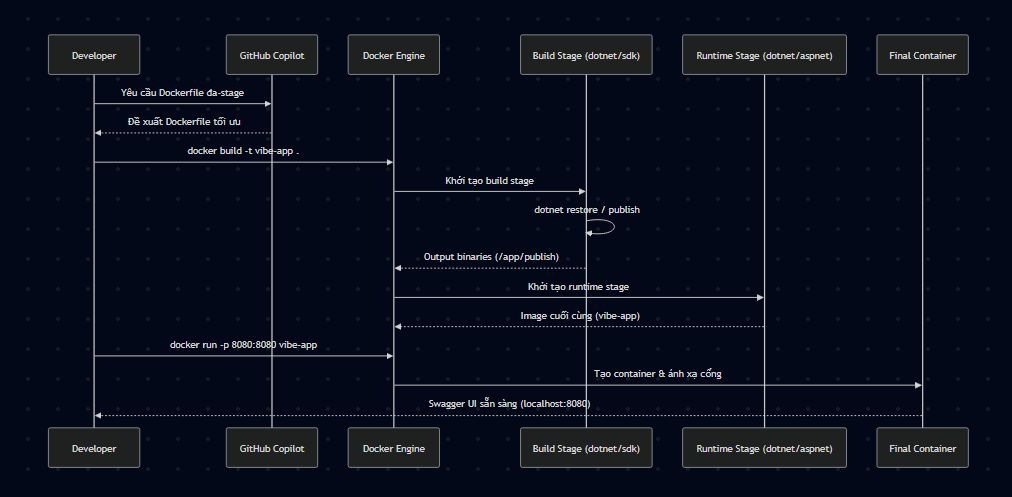 Developer
GitHub Copilot
Docker Engine
Build Stage (dotnet/sdk)
Runtime Stage (dotnet/aspnet)
Final Container
Yêu cầu Dockerfile đa-stage
Đề xuất Dockerfile tối ưu
docker build -t vibe-app .
Khởi tạo build stage
dotnet restore / publish
Output binaries (/app/publish)
Khởi tạo runtime stage
Image cuối cùng (vibe-app)
docker run -p 8080:8080 vibe-app
Tạo container & ánh xạ cổng
Swagger UI sẵn sàng (localhost:8080)
Developer
GitHub Copilot
Docker Engine
Build Stage (dotnet/sdk)
Runtime Stage (dotnet/aspnet)
Final Container